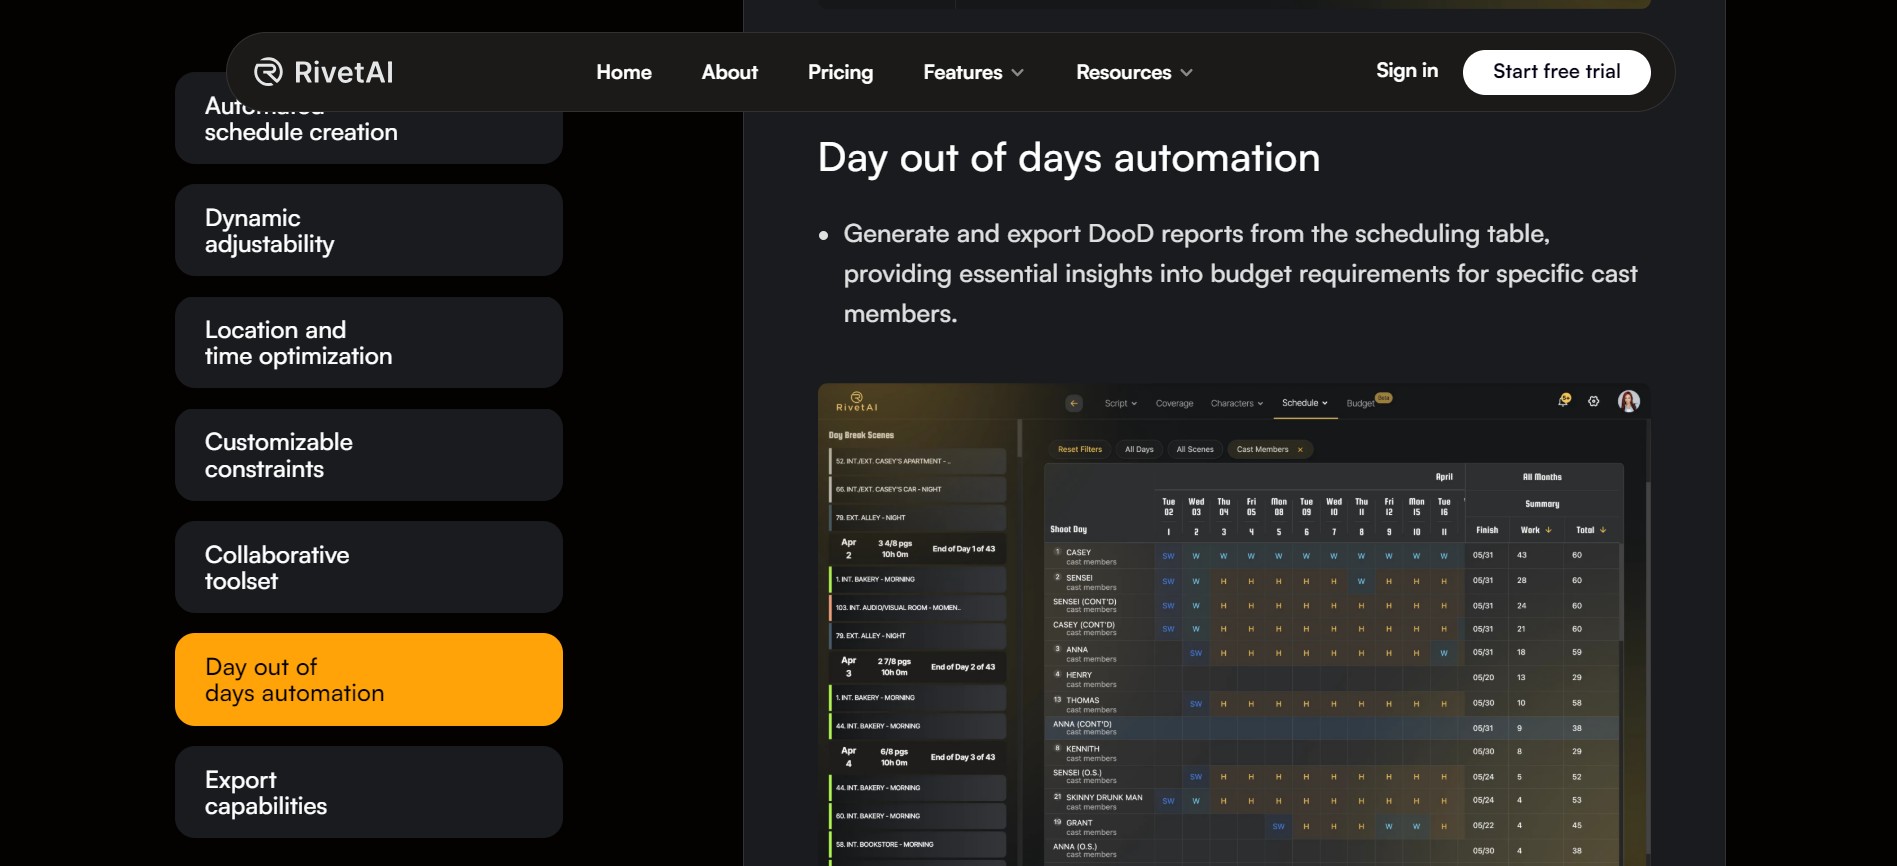 RivetAI
Home
About
Pricing
Features
Resources
Sign in
Start free trial
Automated
schedule creation
Dynamic
adjustability
Location and
time optimization
Customizable
constraints
Collaborative
toolset
Day out of
days automation
Export
capabilities
Day out of days automation
• Generate and export DooD reports from the scheduling table,
providing essential insights into budget requirements for specific cast
members.
RivetAI
Script
Coverage
Characters
Schedule
Budget
Beta
Day Break Scenes
52. INT./EXT. CASEY'S APARTMENT - ..
66. INT./EXT. CASEY'S CAR - NIGHT
79. EXT. ALLEY - NIGHT
Apr 2 3 4/8 pgs 10h 0m End of Day 1 of 43
1. INT. BAKERY - MORNING
103. INT. AUDIO/VISUAL ROOM - MOMEN..
79. EXT. ALLEY - NIGHT
Apr 3 2 7/8 pgs 10h 0m End of Day 2 of 43
1. INT. BAKERY - MORNING
44. INT. BAKERY - MORNING
Apr 4 6/8 pgs 10h 0m End of Day 3 of 43
44. INT. BAKERY - MORNING
60. INT. BAKERY - MORNING
58. INT. BOOKSTORE - MORNING
Reset Filters All Days All Scenes Cast Members ×
April All Months
Summary
Tue Wed Thu Fri Mon Tue Wed Thu Fri Mon Tue
02 03 04 05 08 09 10 11 12 15 16
Shoot Day 1 2 3 4 5 6 7 8 9 10 11 Finish Work Total
1 CASEY SW W W W W W W W W W W 05/31 43 60
cast members
2 SENSEI SW W H H H H H W H H H 05/31 28 60
cast members
SENSEI (CONT'D) SW W H H H H H H H H H 05/31 24 60
cast members
CASEY (CONT'D) SW W H H H H H H H H H 05/31 21 60
cast members
3 ANNA SW H H H H H H H H W 05/31 18 59
cast members
4 HENRY 05/20 13 29
cast members
13 THOMAS SW H H H H H H H H H 05/30 10 58
cast members
ANNA (CONT'D) 05/31 9 38
cast members
8 KENNITH 05/30 8 29
cast members
SENSEI (O.S.) SW H H H H H H H H H 05/24 5 52
cast members
21 SKINNY DRUNK MAN SW W H H H H H H H H H 05/24 4 53
cast members
19 GRANT SW H H H W W H 05/22 4 45
cast members
ANNA (O.S.) 05/30 4 38
cast members